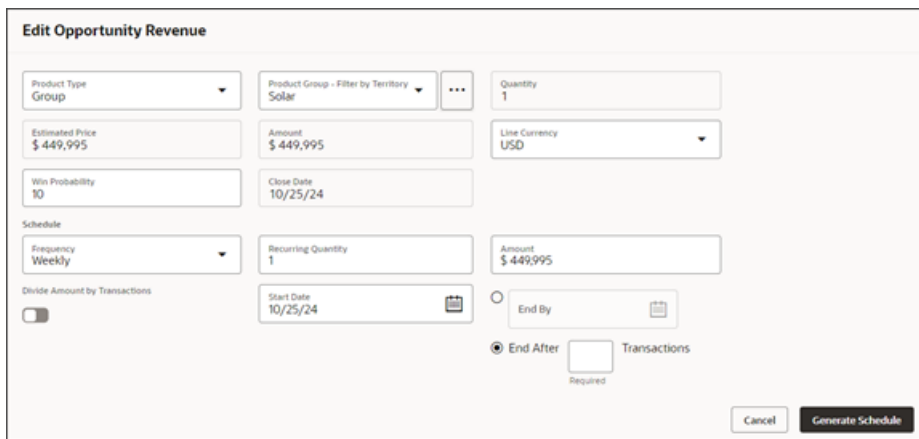 Edit Opportunity Revenue
Product Type
Group
Product Group - Filter by Territory
Solar
...
Quantity
1
Estimated Price
$ 449,995
Amount
$ 449,995
Line Currency
USD
Win Probability
10
Close Date
10/25/24
Schedule
Frequency
Weekly
Recurring Quantity
1
Amount
$ 449,995
Divide Amount by Transactions
Start Date
10/25/24
End By
End After
Transactions
Required
Cancel
Generate Schedule